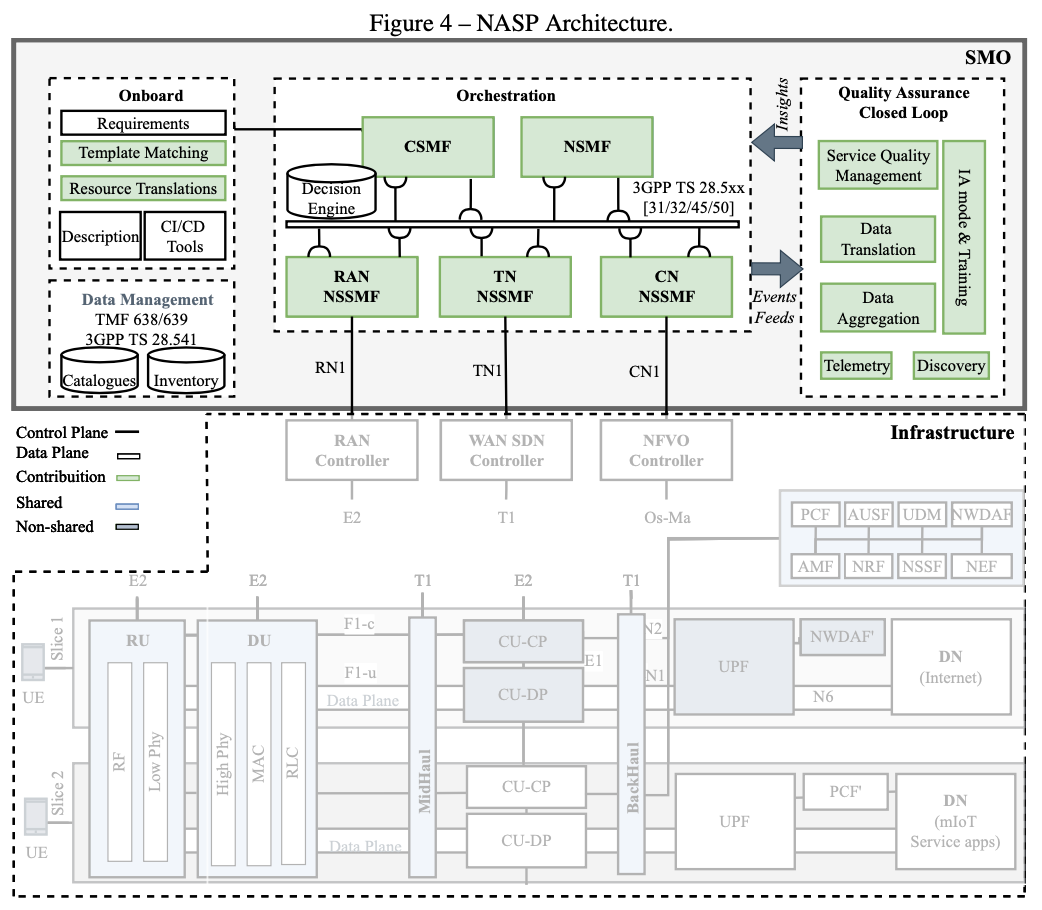 Figure 4 – NASP Architecture.
SMO
Onboard
Requirements
Template Matching
Resource Translations
Description
CI/CD
Tools
Data Management
TMF 638/639
3GPP TS 28.541
Catalogues
Inventory
Orchestration
CSMF
NSMF
Decision
Engine
3GPP TS 28.5xx
[31/32/45/50]
RAN
NSSMF
TN
NSSMF
CN
NSSMF
RN1
TN1
CN1
Insights
Events
Feeds
Quality Assurance
Closed Loop
Service Quality
Management
Data
Translation
Data
Aggregation
IA mode & Training
Telemetry
Discovery
Control Plane
Data Plane
Contribuition
Shared
Non-shared
Infrastructure
RAN
Controller
WAN SDN
Controller
NFVO
Controller
E2
T1
Os-Ma
PCF
AUSF
UDM
NWDAF
AMF
NRF
NSSF
NEF
E2
E2
T1
E2
T1
Slice 1
UE
RU
DU
F1-c
F1-u
Data Plane
CU-CP
E1
CU-DP
N2
N1
UPF
NWDAF'
N6
DN
(Internet)
RF
Low Phy
High Phy
MAC
RLC
MidHaul
BackHaul
Slice 2
UE
Data Plane
CU-CP
CU-DP
UPF
PCF'
DN
(mIoT
Service apps)